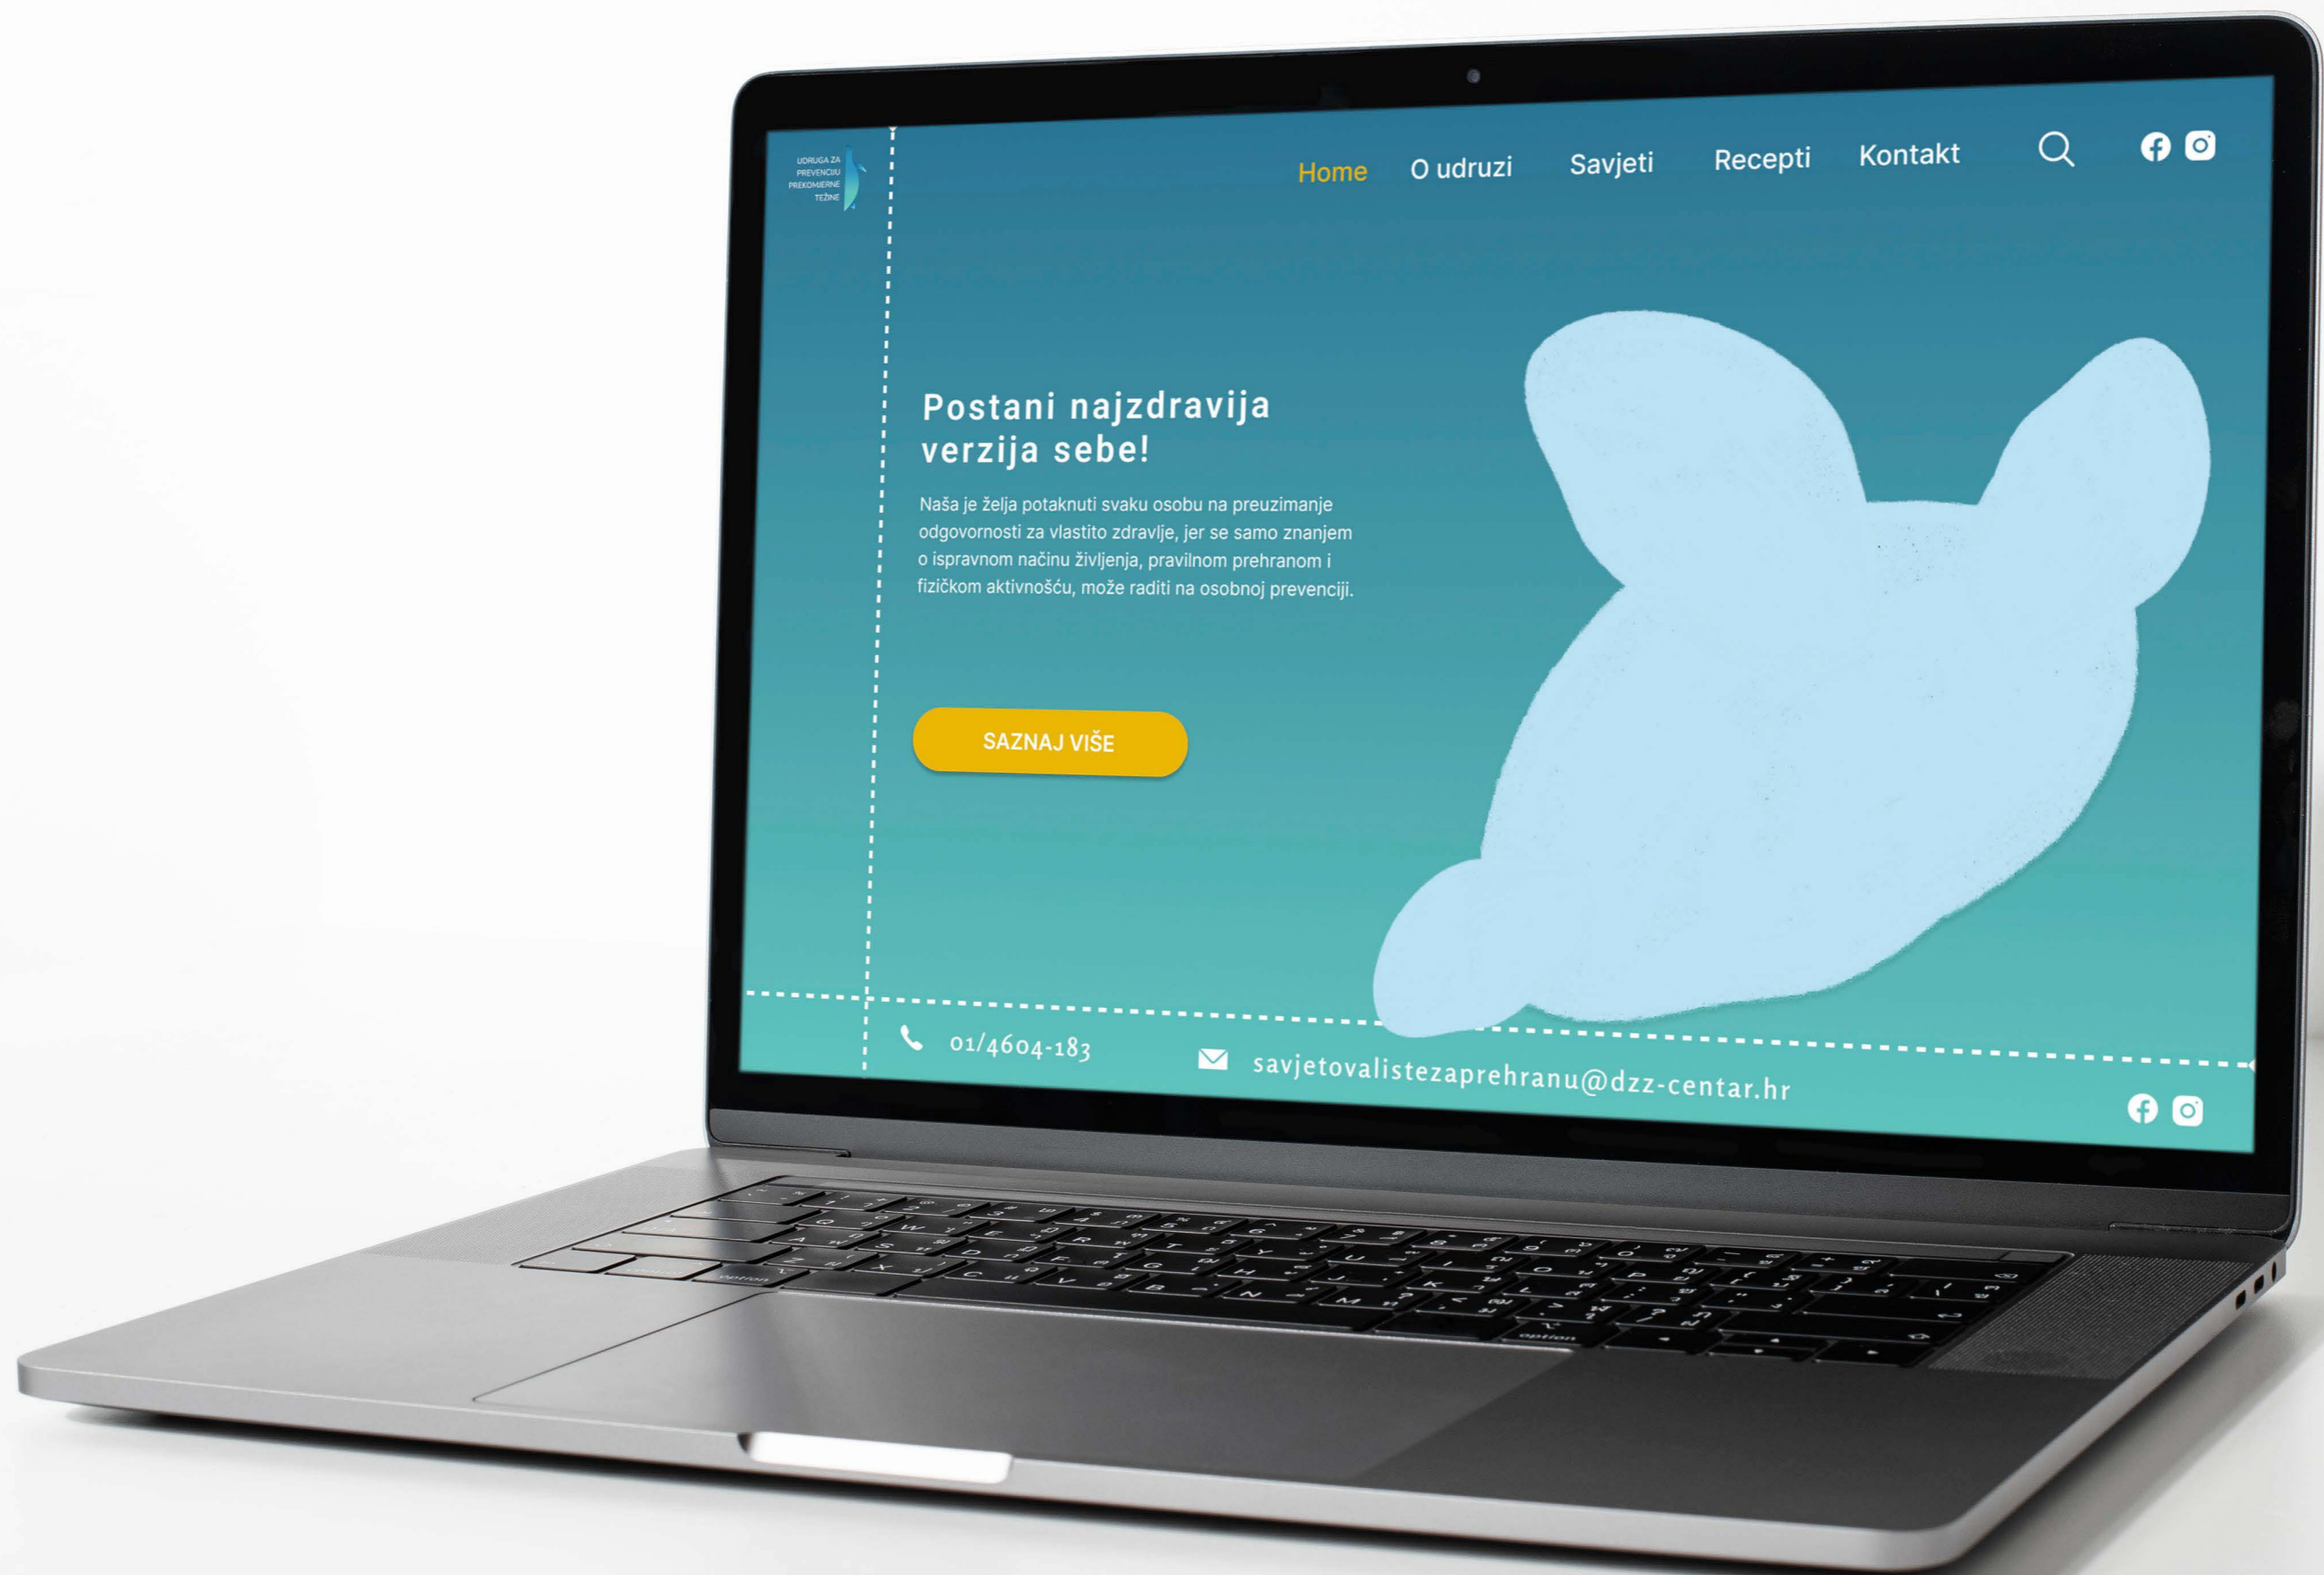 UDRUGA ZA
PREVENCIJU
PREKOMJERNE
TEŽINE
Home O udruzi Savjeti Recepti Kontakt
Postani najzdravija
verzija sebe!
Naša je želja potaknuti svaku osobu na preuzimanje
odgovornosti za vlastito zdravlje, jer se samo znanjem
o ispravnom načinu življenja, pravilnom prehranom i
fizičkom aktivnošću, može raditi na osobnoj prevenciji.
SAZNAJ VIŠE
01/4604-183
savjetovalistezaprehranu@dzz-centar.hr
Q W E R T Y U I O P
A S D F G H J K L
Z X C V B N M
option
option